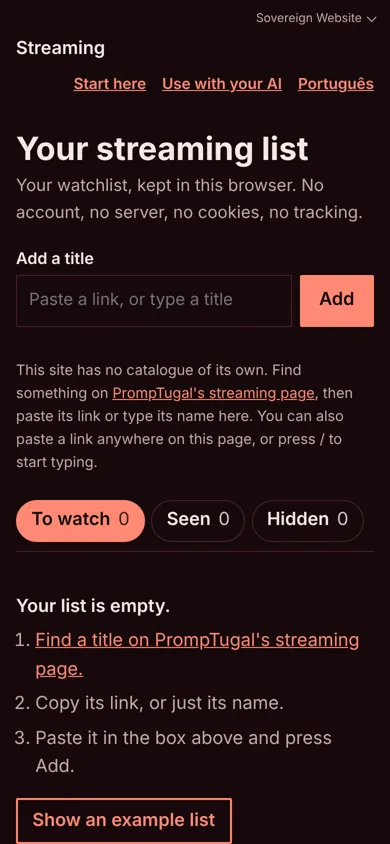 Sovereign Website
Streaming
Start here Use with your AI Português
Your streaming list
Your watchlist, kept in this browser. No
account, no server, no cookies, no tracking.
Add a title
Paste a link, or type a title
Add
This site has no catalogue of its own. Find
something on PrompTugal's streaming page, then
paste its link or type its name here. You can also
paste a link anywhere on this page, or press / to
start typing.
To watch 0 Seen 0 Hidden 0
Your list is empty.
1. Find a title on PrompTugal's streaming
page.
2. Copy its link, or just its name.
3. Paste it in the box above and press
Add.
Show an example list